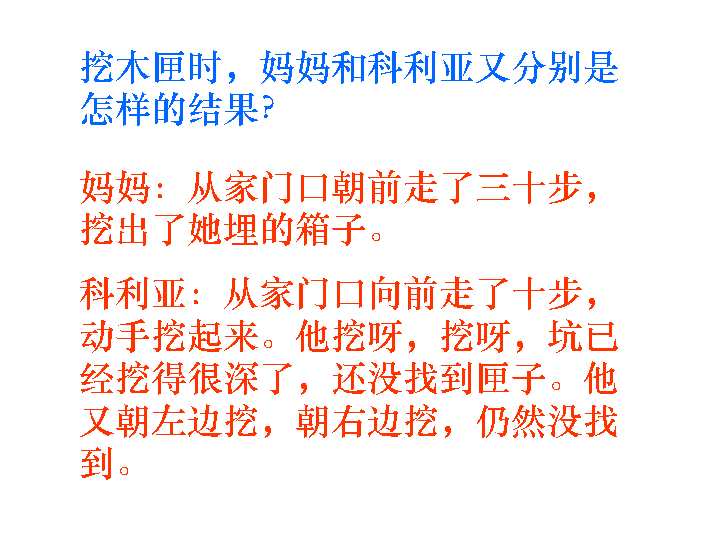 挖木匣时，妈妈和科利亚又分别是
怎样的结果?
妈妈：从家门口朝前走了三十步，
挖出了她埋的箱子。
科利亚：从家门口向前走了十步，
动手挖起来。他挖呀，挖呀，坑已
经挖得很深了，还没找到匣子。他
又朝左边挖，朝右边挖，仍然没找
到。